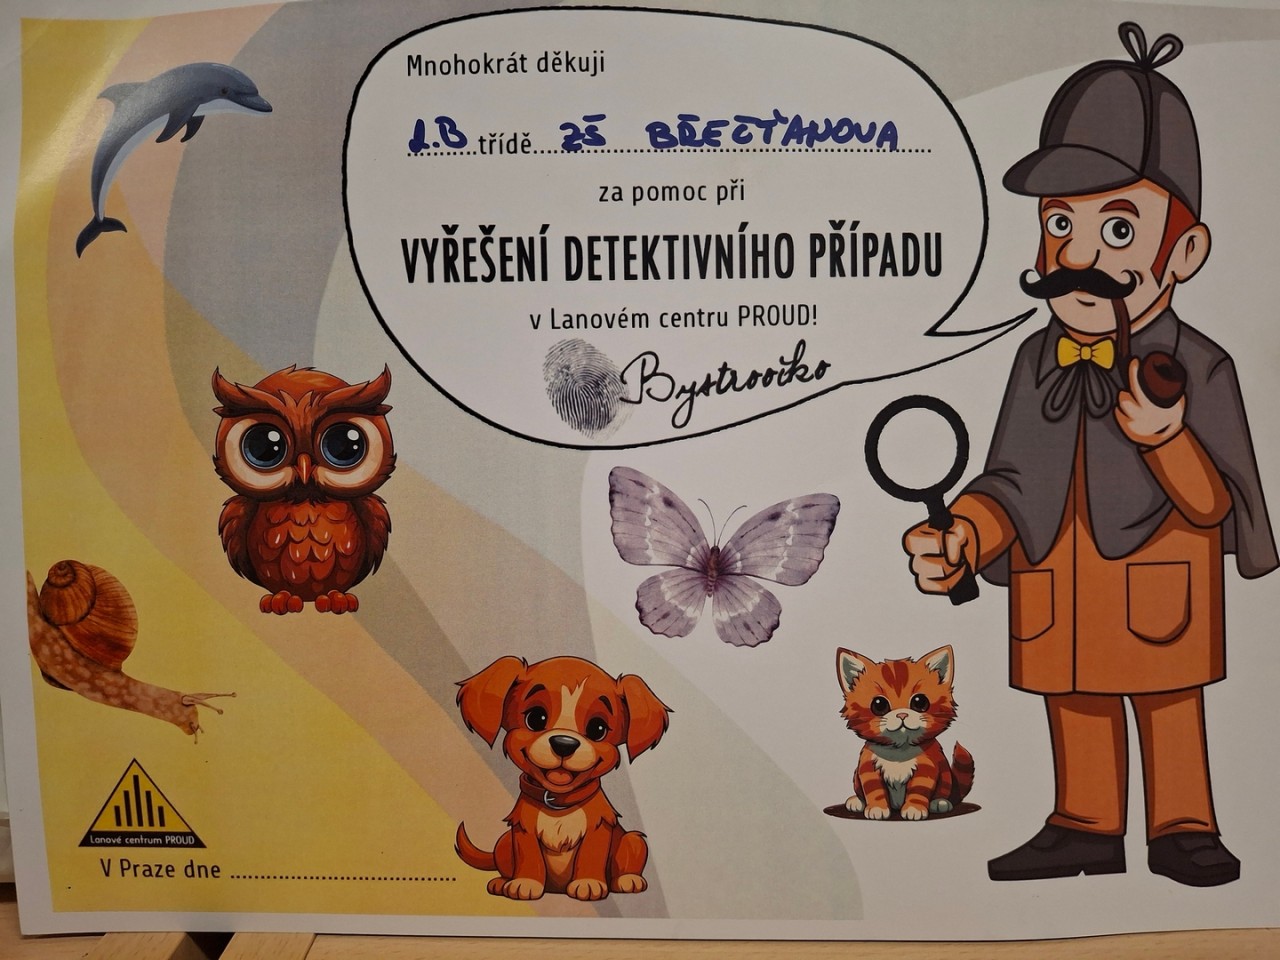 Mnohokrát děkuji
1.B třídě ZŠ BŘEČŤANOVA
za pomoc při
VYŘEŠENÍ DETEKTIVNÍHO PŘÍPADU
v Lanovém centru PROUD!
Bystroočko
Lanové centrum PROUD
V Praze dne